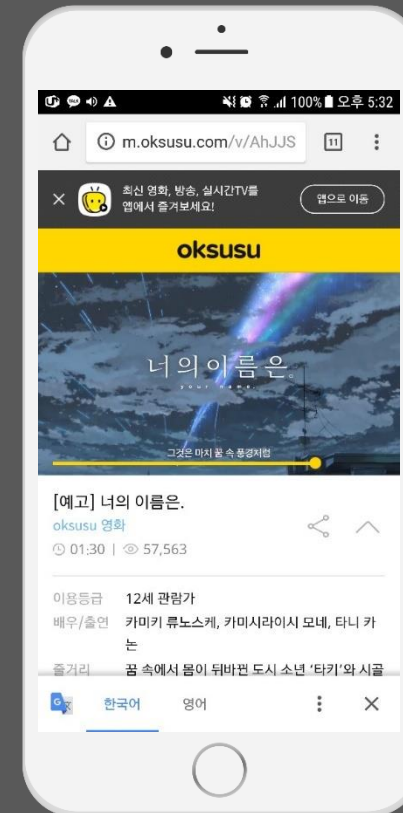 100% 오후 5:32
m.oksusu.com/v/AhJJS
11
최신 영화, 방송, 실시간TV를
앱에서 즐겨보세요!
앱으로 이동
oksusu
너의 이름은.
your name.
그것은 마치 꿈 속 풍경처럼
[예고] 너의 이름은.
oksusu 영화
01:30 | 57,563
이용등급 12세 관람가
배우/출연 카미키 류노스케, 카미시라이시 모네, 타니 카
논
줄거리 꿈 속에서 몸이 뒤바뀐 도시 소년 ‘타키’와 시골
한국어 영어